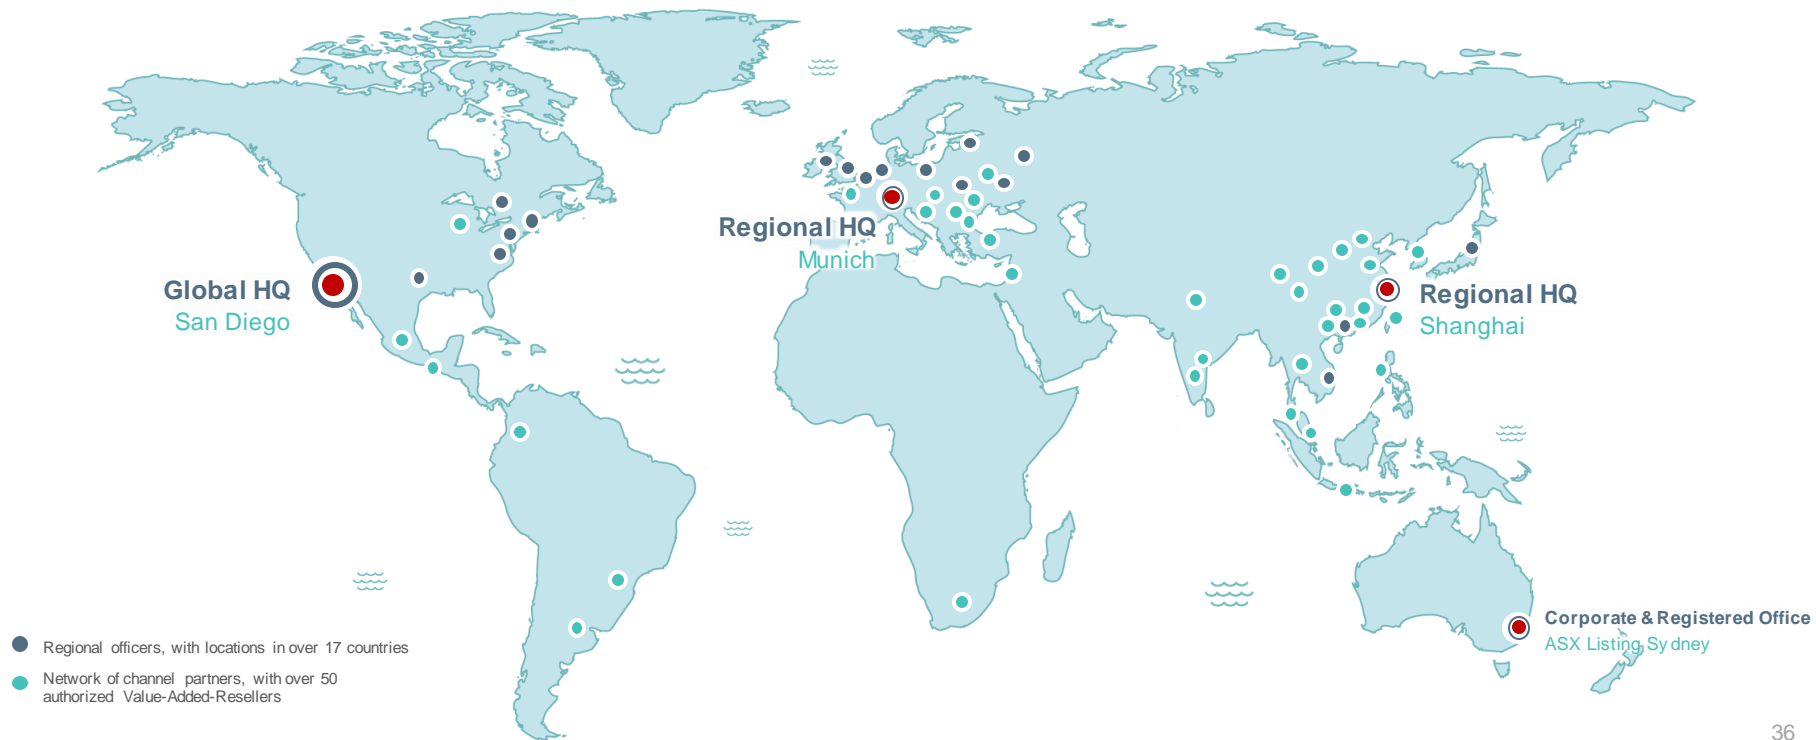 Global HQ
San Diego
Regional HQ
Munich
Regional HQ
Shanghai
Corporate & Registered Office
ASX Listing Sydney
Regional officers, with locations in over 17 countries
Network of channel partners, with over 50
authorized Value-Added-Resellers
36